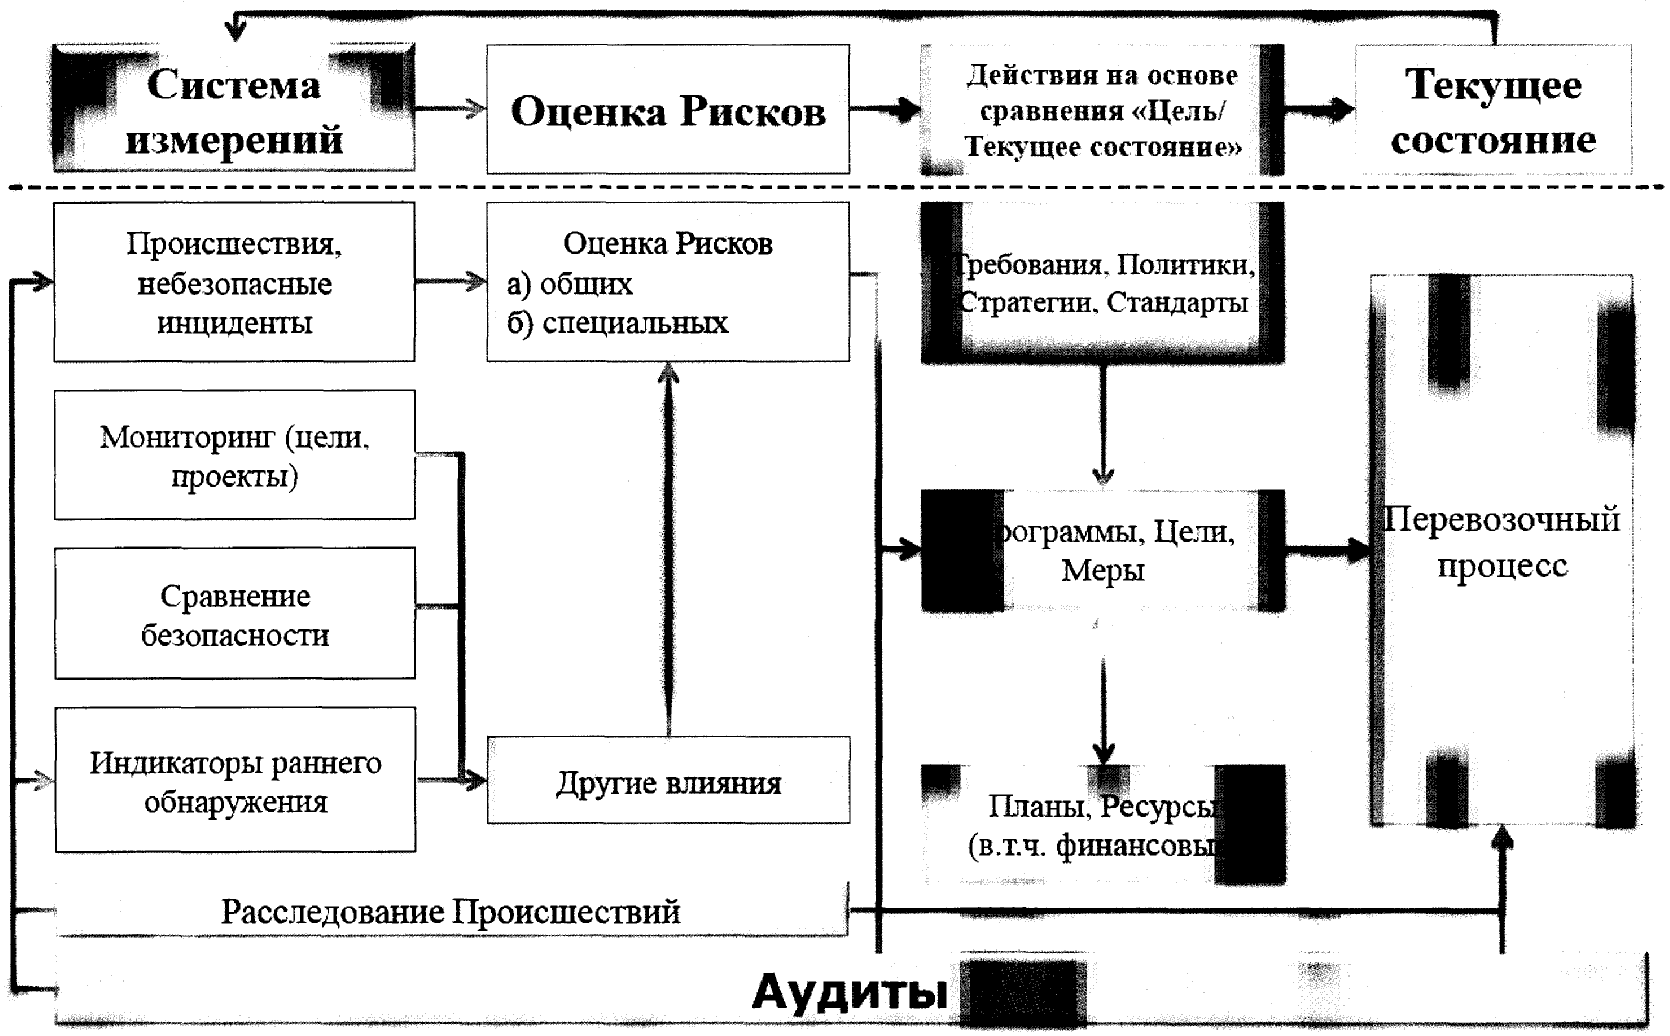 Система
измерений
Оценка Рисков
Действия на основе
сравнения «Цель/
Текущее состояние»
Текущее
состояние
Происшествия,
небезопасные
инциденты
Оценка Рисков
а) общих
б) специальных
Требования, Политики,
Стратегии, Стандарты
Мониторинг (цели,
проекты)
Сравнение
безопасности
Индикаторы раннего
обнаружения
Другие влияния
рограммы, Цели,
Меры
Планы, Ресурсы
(в.т.ч. финансовы
Перевозочный
процесс
Расследование Происшествий
Аудиты